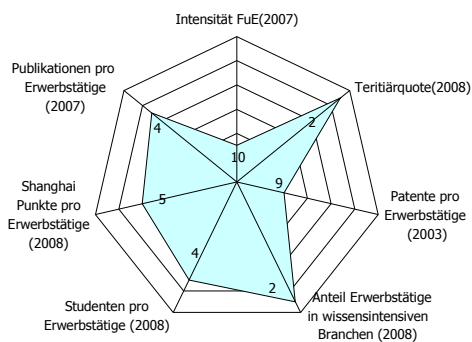 Intensität FuE(2007)
Teritiärquote(2008)
Patente pro
Erwerbstätige
(2003)
Anteil Erwerbstätige
in wissensintensiven
Branchen (2008)
Studenten pro
Erwerbstätige (2008)
Shanghai
Punkte pro
Erwerbstätige
(2008)
Publikationen pro
Erwerbstätige
(2007)
10
2
9
2
4
5
4